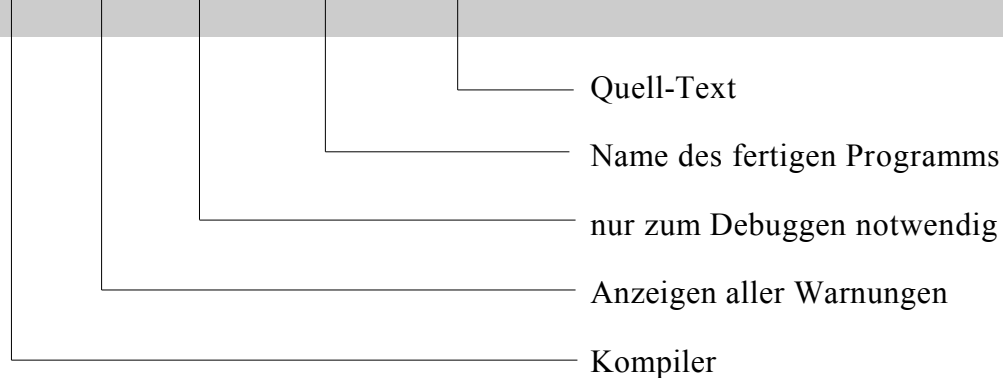 Quell-Text
Name des fertigen Programms
nur zum Debuggen notwendig
Anzeigen aller Warnungen
Kompiler